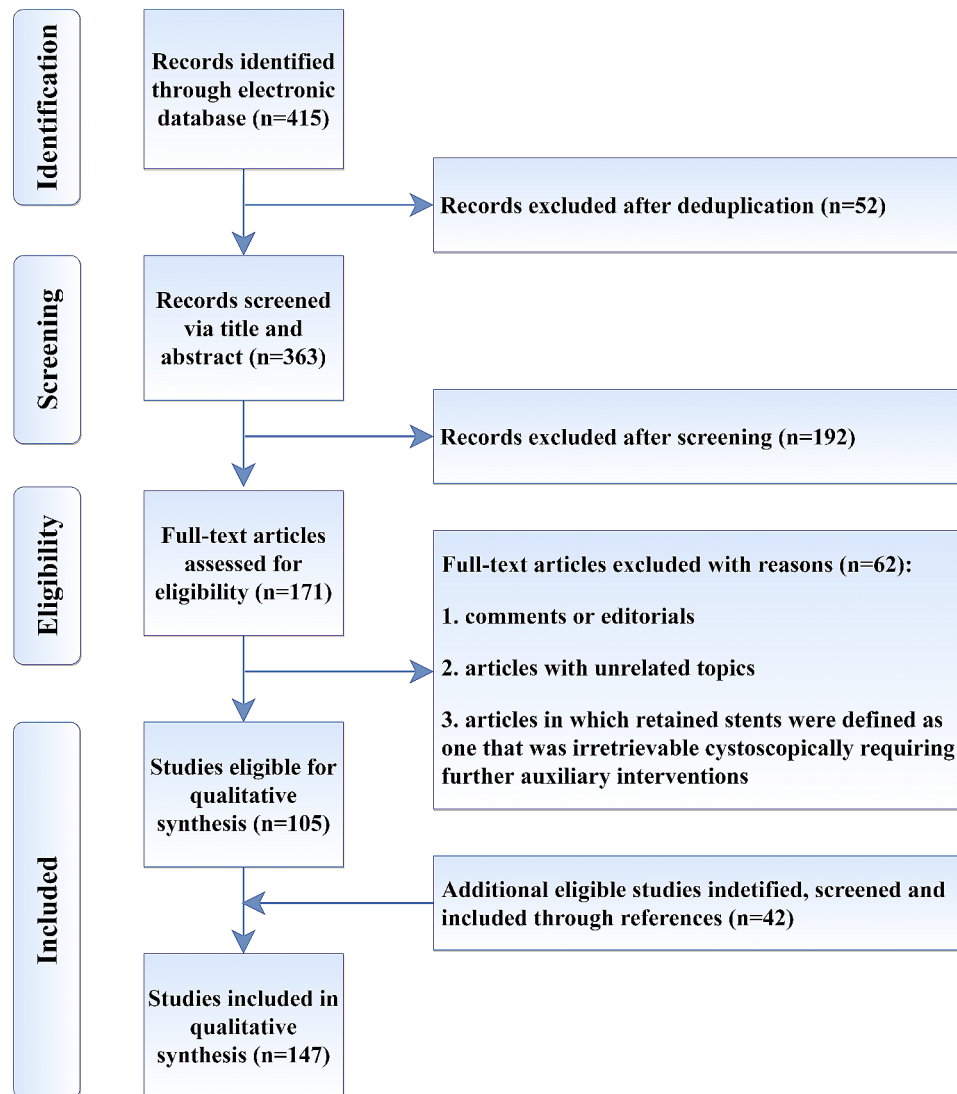 Identification
Records identified
through electronic
database (n=415)
Records excluded after deduplication (n=52)
Screening
Records screened
via title and
abstract (n=363)
Records excluded after screening (n=192)
Eligibility
Full-text articles
assessed for
eligibility (n=171)
Full-text articles excluded with reasons (n=62):
1. comments or editorials
2. articles with unrelated topics
3. articles in which retained stents were defined as
one that was irretrievable cystoscopically requiring
further auxiliary interventions
Included
Studies eligible for
qualitative
synthesis (n=105)
Additional eligible studies indetified, screened and
included through references (n=42)
Studies included in
qualitative
synthesis (n=147)